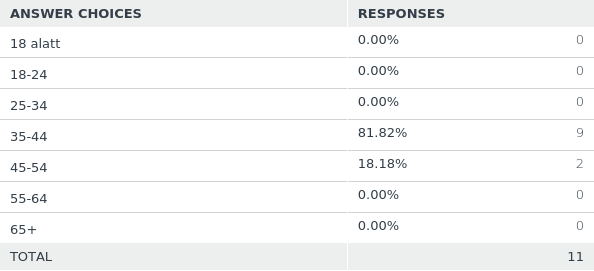 ANSWER CHOICES RESPONSES
18 alatt 0.00% 0
18-24 0.00% 0
25-34 0.00% 0
35-44 81.82% 9
45-54 18.18% 2
55-64 0.00% 0
65+ 0.00% 0
TOTAL 11